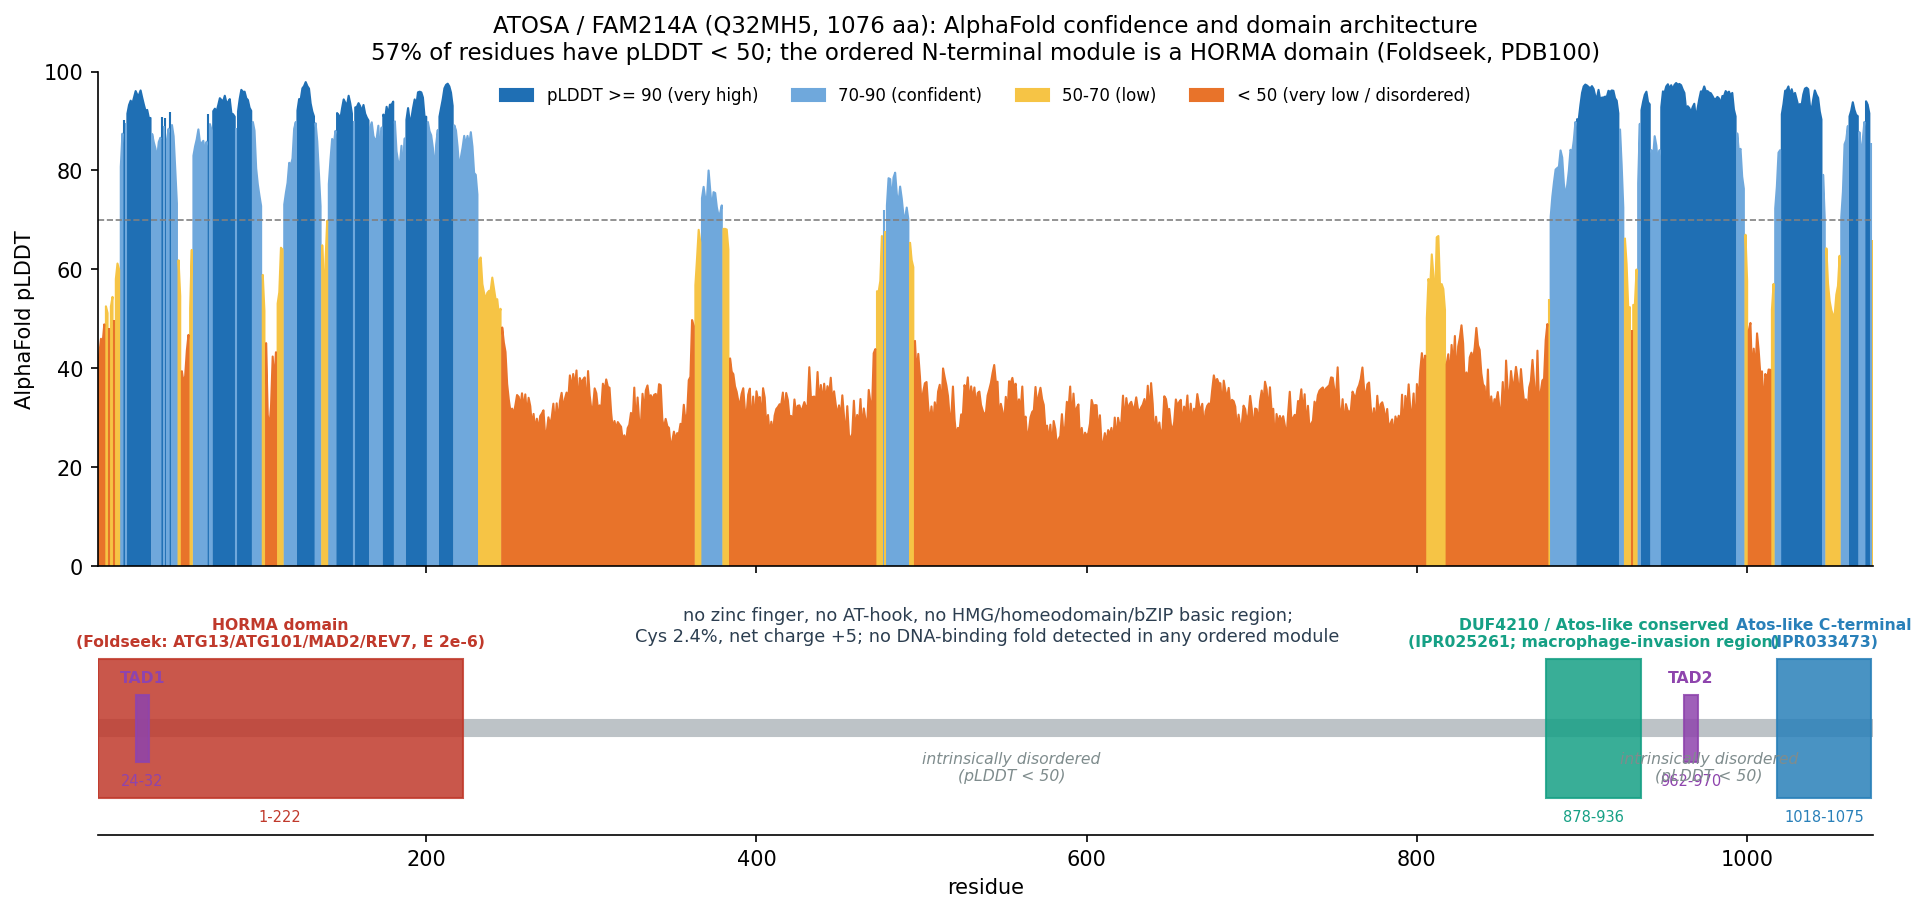 ATOSA / FAM214A (Q32MH5, 1076 aa): AlphaFold confidence and domain architecture
57% of residues have pLDDT < 50; the ordered N-terminal module is a HORMA domain (Foldseek, PDB100)
pLDDT >= 90 (very high)
70-90 (confident)
50-70 (low)
< 50 (very low / disordered)
AlphaFold pLDDT
100
80
60
40
20
0
no zinc finger, no AT-hook, no HMG/homeodomain/bZIP basic region;
Cys 2.4%, net charge +5; no DNA-binding fold detected in any ordered module
HORMA domain
(Foldseek: ATG13/ATG101/MAD2/REV7, E 2e-6)
DUF4210 / Atos-like conserved
(IPR025261; macrophage-invasion region)
Atos-like C-terminal
(IPR033473)
TAD1
24-32
1-222
intrinsically disordered
(pLDDT < 50)
878-936
TAD2
intrinsically disordered
(pLDDT < 50)
962-970
1018-1075
200
400
600
800
1000
residue